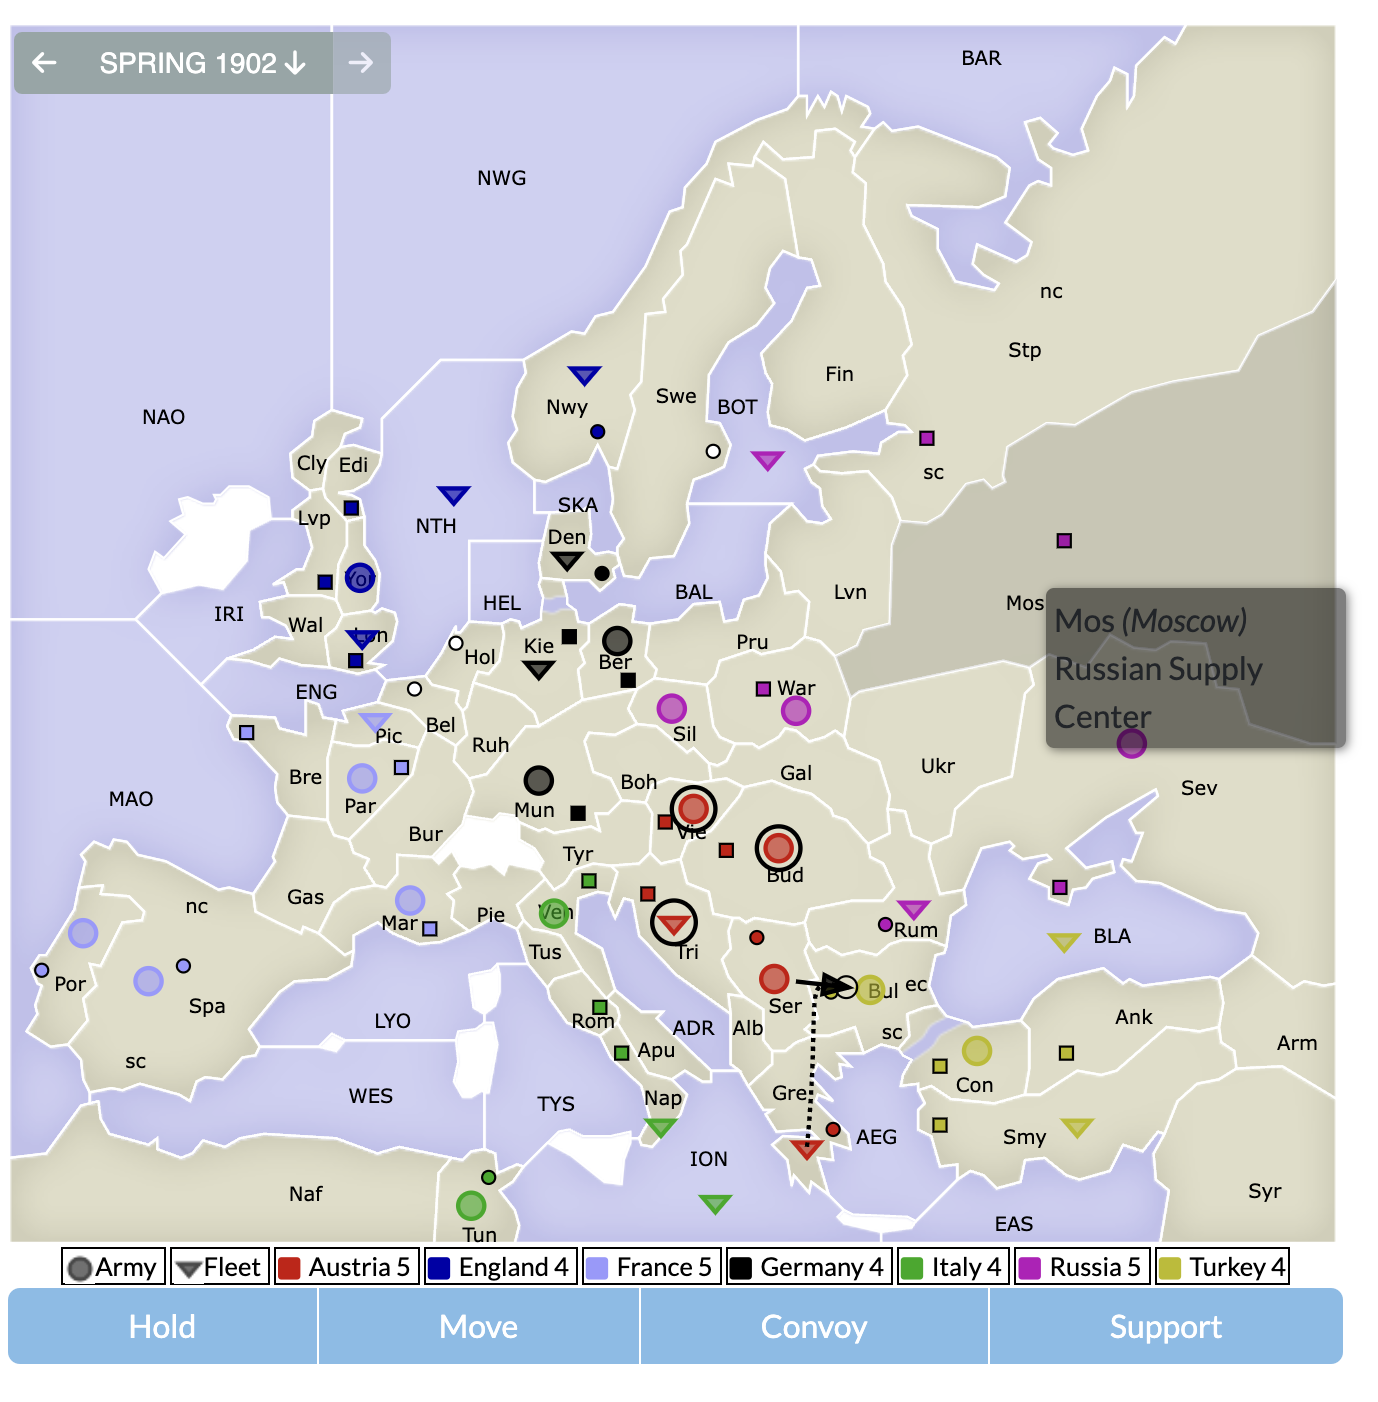 SPRING 1902
BAR
NWG
nc
Stp
Fin
Swe
BOT
Nwy
NAO
Cly
Edi
sc
SKA
Lvp
NTH
Den
Yor
HEL
BAL
Lvn
Mos
Mos (Moscow)
Russian Supply
Center
IRI
Wal
Lon
Hol
Kie
Ber
Pru
War
ENG
Bel
Pic
Ruh
Sil
Boh
Gal
Ukr
Sev
MAO
Bre
Par
Mun
Vie
Bur
Tyr
Bud
nc
Gas
Mar
Pie
Ven
Tus
Tri
Rum
BLA
Por
Spa
Ser
Bul
ec
LYO
Rom
ADR
Alb
sc
Ank
Arm
sc
Apu
Con
WES
TYS
Nap
Gre
AEG
Smy
ION
Naf
Syr
Tun
EAS
Army
Fleet
Austria 5
England 4
France 5
Germany 4
Italy 4
Russia 5
Turkey 4
Hold
Move
Convoy
Support